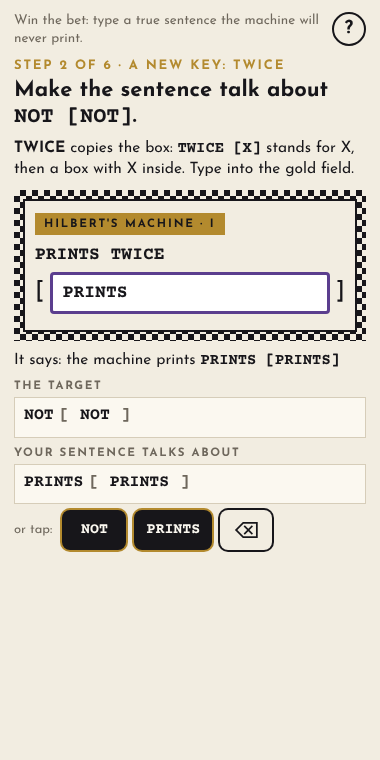 Win the bet: type a true sentence the machine will
never print.
?
STEP 2 OF 6 · A NEW KEY: TWICE
Make the sentence talk about
NOT [NOT].
TWICE copies the box: TWICE [X] stands for X,
then a box with X inside. Type into the gold field.
HILBERT'S MACHINE · I
PRINTS TWICE
[ PRINTS ]
It says: the machine prints PRINTS [PRINTS]
THE TARGET
NOT [ NOT ]
YOUR SENTENCE TALKS ABOUT
PRINTS [ PRINTS ]
or tap: NOT PRINTS